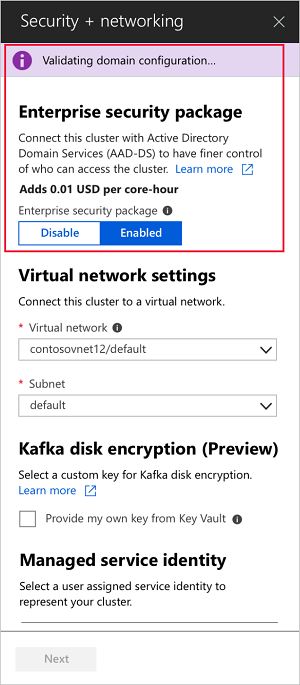 Security + networking
Validating domain configuration...
Enterprise security package
Connect this cluster with Active Directory
Domain Services (AAD-DS) to have finer control
of who can access the cluster. Learn more
Adds 0.01 USD per core-hour
Enterprise security package
Disable Enabled
Virtual network settings
Connect this cluster to a virtual network.
* Virtual network
contosovnet12/default
* Subnet
default
Kafka disk encryption (Preview)
Select a custom key for Kafka disk encryption.
Learn more
Provide my own key from Key Vault
Managed service identity
Select a user assigned service identity to
represent your cluster.
Next